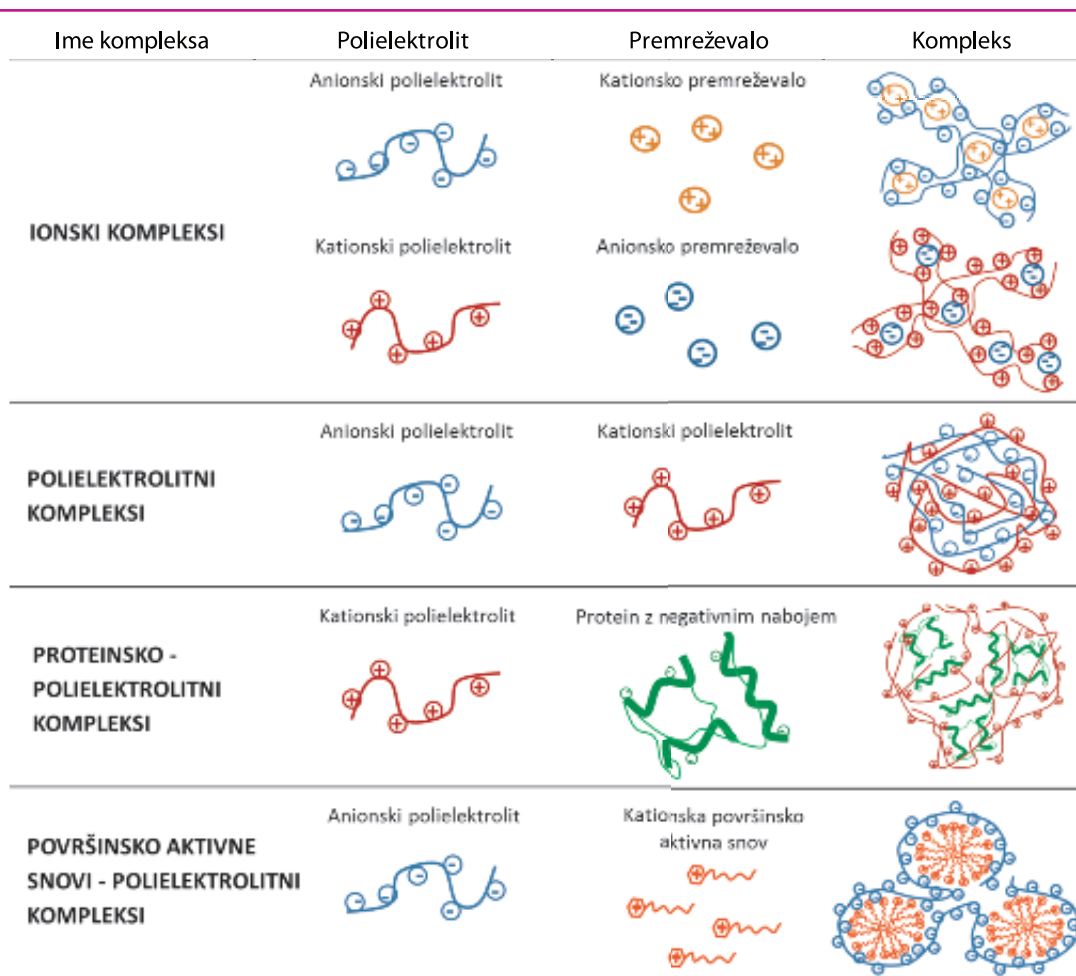 Ime kompleksa Polielektrolit Premreževalo Kompleks
Anionski polielektrolit Kationsko premreževalo
IONSKI KOMPLEKSI
Kationski polielektrolit Anionsko premreževalo
Anionski polielektrolit Kationski polielektrolit
POLIELEKTROLITNI
KOMPLEKSI
Kationski polielektrolit Protein z negativnim nabojem
PROTEINSKO -
POLIELEKTROLITNI
KOMPLEKSI
Anionski polielektrolit Kationska površinsko
aktivna snov
POVRŠINSKO AKTIVNE
SNOVI - POLIELEKTROLITNI
KOMPLEKSI